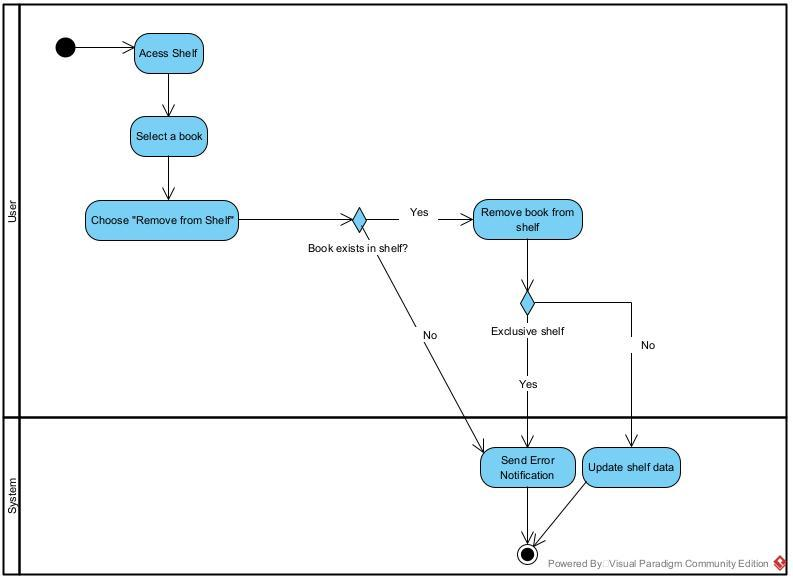 User
Acess Shelf
Select a book
Choose "Remove from Shelf"
Book exists in shelf?
Yes
Remove book from
shelf
No
Exclusive shelf
Yes
No
System
Send Error
Notification
Update shelf data
Powered By Visual Paradigm Community Edition